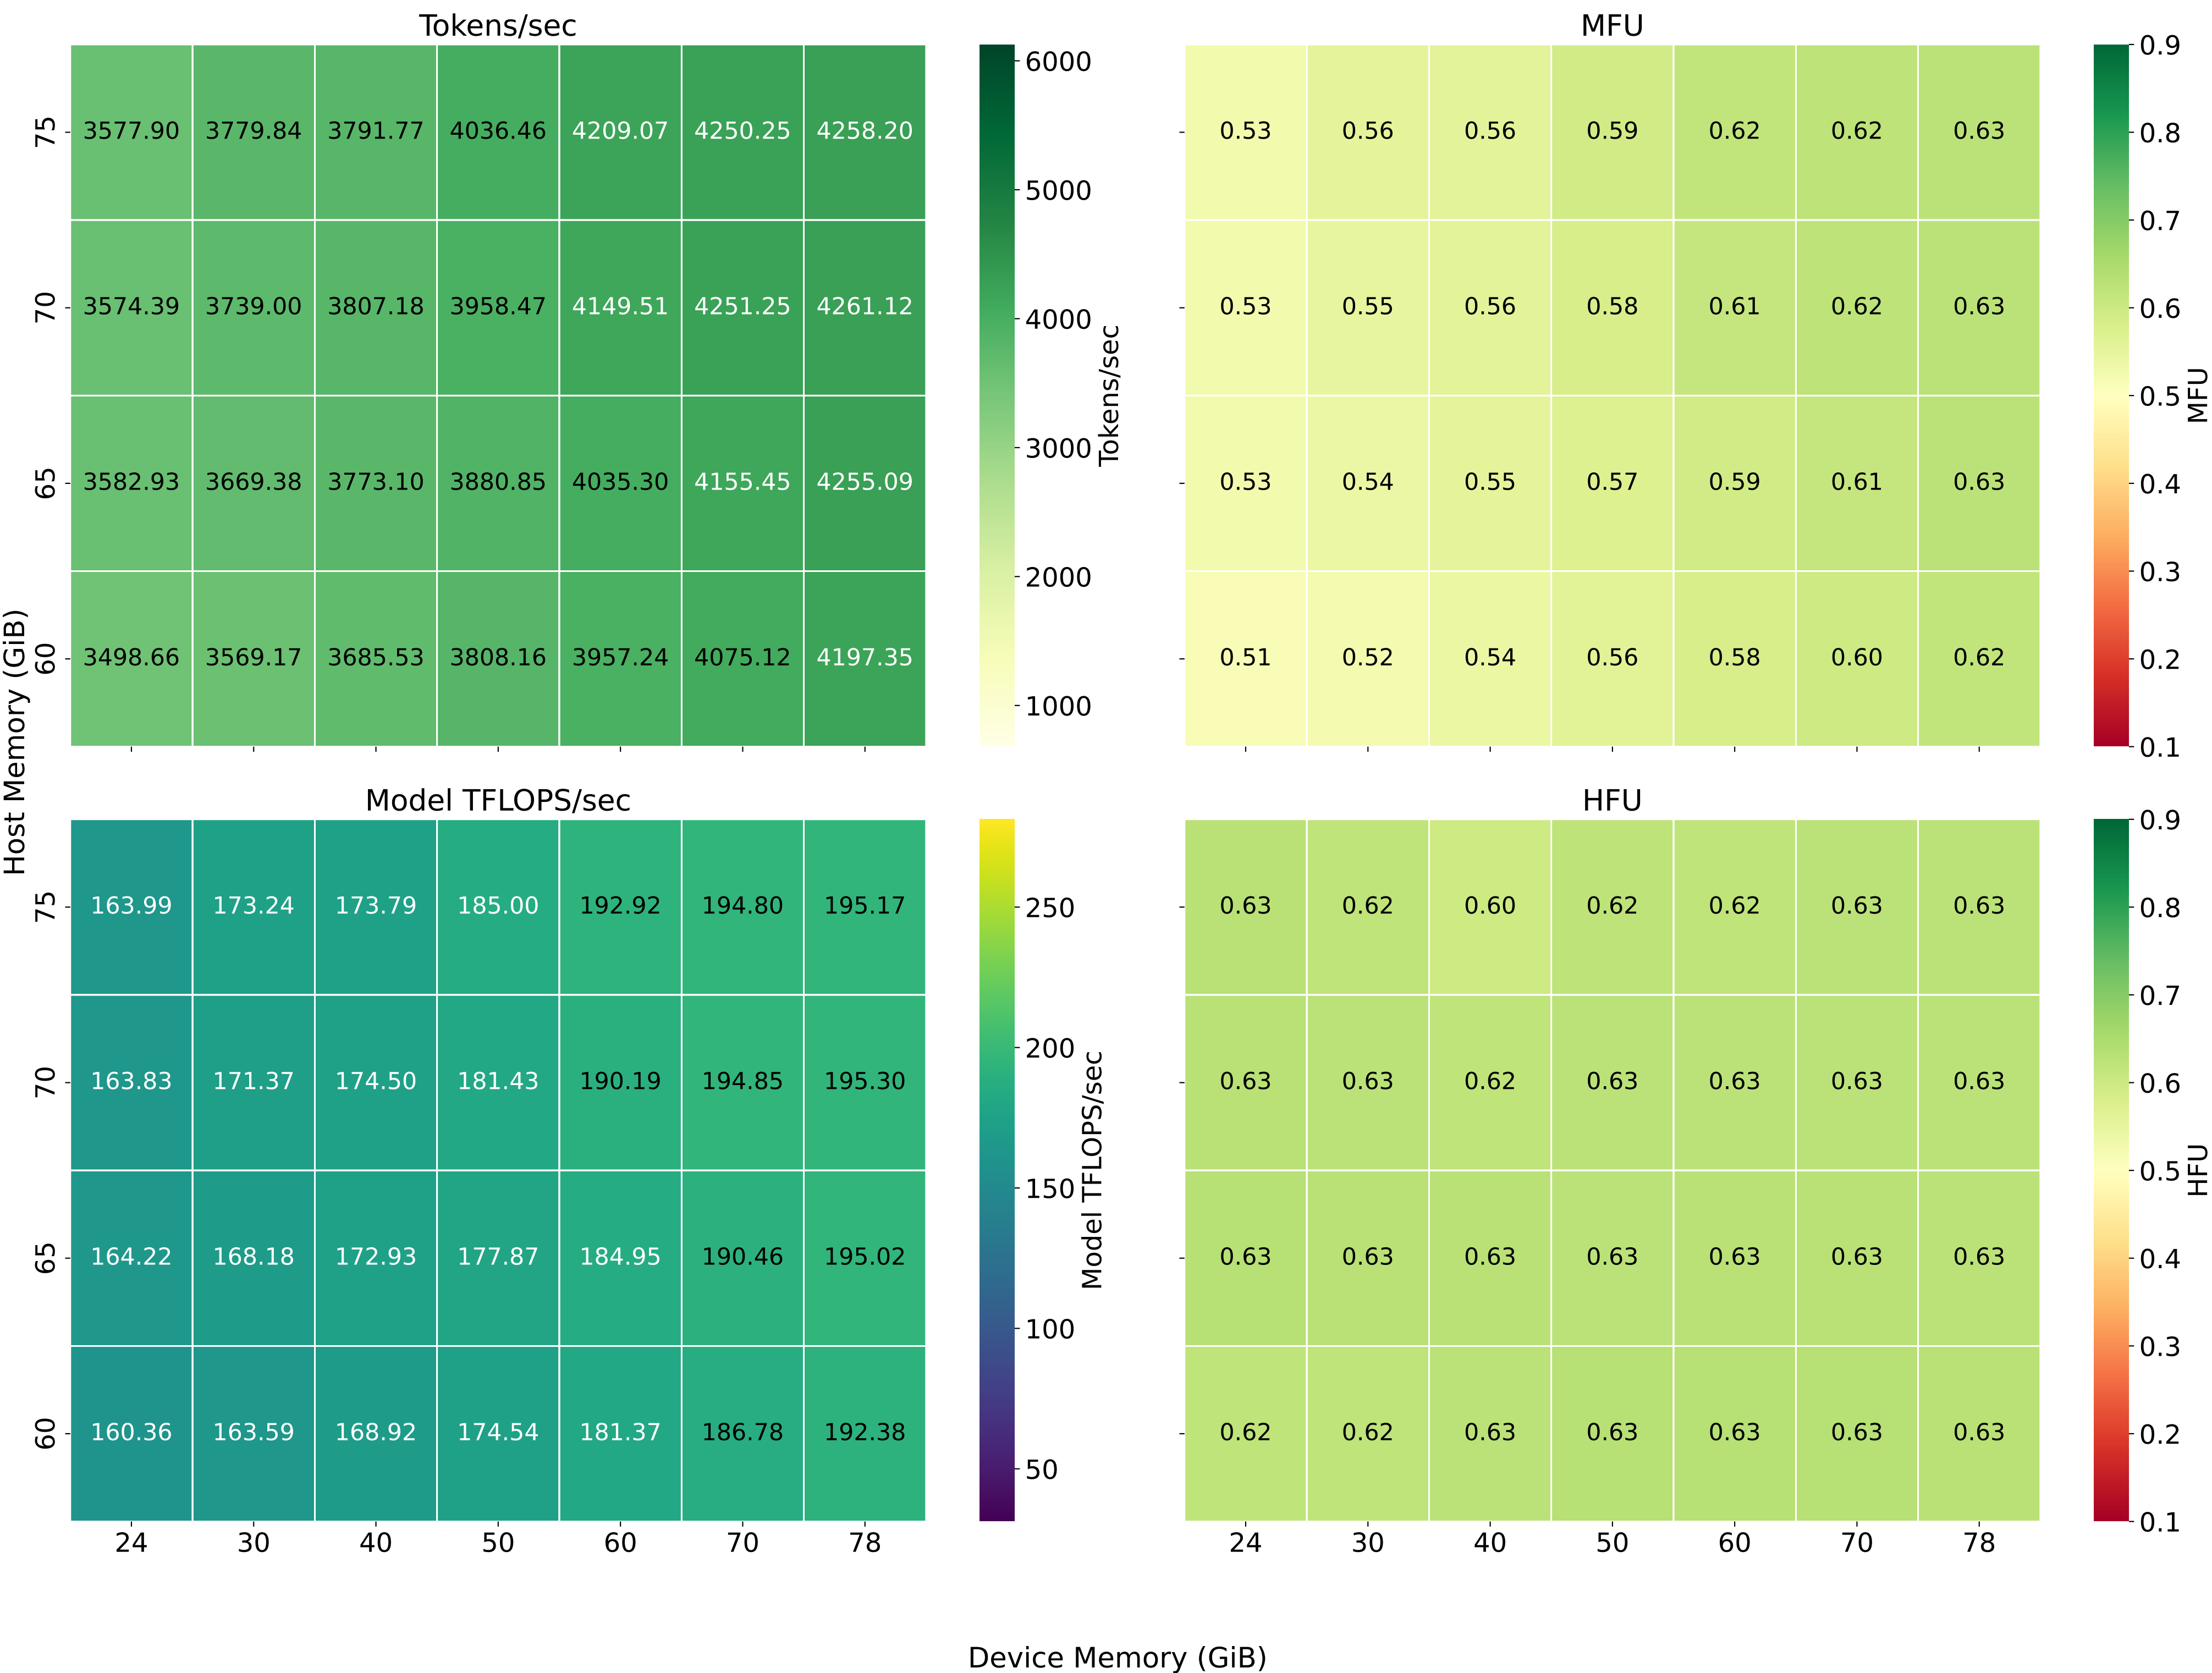 Tokens/sec
75 3577.90 3779.84 3791.77 4036.46 4209.07 4250.25 4258.20
70 3574.39 3739.00 3807.18 3958.47 4149.51 4251.25 4261.12
65 3582.93 3669.38 3773.10 3880.85 4035.30 4155.45 4255.09
60 3498.66 3569.17 3685.53 3808.16 3957.24 4075.12 4197.35
6000
5000
4000
3000
2000
1000
Tokens/sec
MFU
0.53 0.56 0.56 0.59 0.62 0.62 0.63
0.53 0.55 0.56 0.58 0.61 0.62 0.63
0.53 0.54 0.55 0.57 0.59 0.61 0.63
0.51 0.52 0.54 0.56 0.58 0.60 0.62
0.9
0.8
0.7
0.6
0.5
0.4
0.3
0.2
0.1
MFU
Host Memory (GiB)
Model TFLOPS/sec
75 163.99 173.24 173.79 185.00 192.92 194.80 195.17
70 163.83 171.37 174.50 181.43 190.19 194.85 195.30
65 164.22 168.18 172.93 177.87 184.95 190.46 195.02
60 160.36 163.59 168.92 174.54 181.37 186.78 192.38
24 30 40 50 60 70 78
250
200
150
100
50
Model TFLOPS/sec
HFU
0.63 0.62 0.60 0.62 0.62 0.63 0.63
0.63 0.63 0.62 0.63 0.63 0.63 0.63
0.63 0.63 0.63 0.63 0.63 0.63 0.63
0.62 0.62 0.63 0.63 0.63 0.63 0.63
24 30 40 50 60 70 78
0.9
0.8
0.7
0.6
0.5
0.4
0.3
0.2
0.1
HFU
Device Memory (GiB)